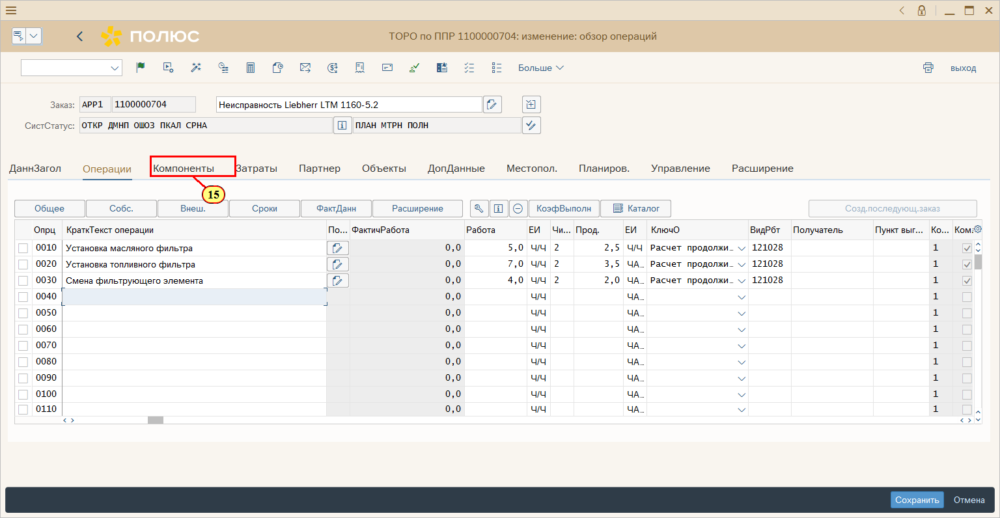 ПОЛЮС
ТОРО по ППР 1100000704: изменение: обзор операций
Больше
выход
Заказ: APP1 1100000704 Неисправность Liebherr LTM 1160-5.2
СистСтатус: ОТКР ДМНП ОШОЗ ПКАЛ СРНА ПЛАН МТРН ПОЛН
ДаннЗагол Операции Компоненты Затраты Партнер Объекты ДопДанные Местопол. Планиров. Управление Расширение
15
Общее Собс. Внеш. Сроки ФактДанн Расширение КоэфВыполн Каталог Созд.последующ.заказ
Опрц КраткТекст операции По... ФактичРабота Работа ЕИ Чи... Прод. ЕИ КлючО ВидРбт Получатель Пункт выг... Ко... Ком.
0010 Установка масляного фильтра 0,0 5,0 Ч/Ч 2 2,5 Ч/Ч Расчет продолжи… 121028 1
0020 Установка топливного фильтра 0,0 7,0 Ч/Ч 2 3,5 ЧА… Расчет продолжи… 121028 1
0030 Смена фильтрующего элемента 0,0 4,0 Ч/Ч 2 2,0 ЧА… Расчет продолжи… 121028 1
0040 0,0 Ч/Ч ЧА… 1
0050 0,0 Ч/Ч ЧА… 1
0060 0,0 Ч/Ч ЧА… 1
0070 0,0 Ч/Ч ЧА… 1
0080 0,0 Ч/Ч ЧА… 1
0090 0,0 Ч/Ч ЧА… 1
0100 0,0 Ч/Ч ЧА… 1
0110 0,0 Ч/Ч ЧА… 1
Сохранить Отмена